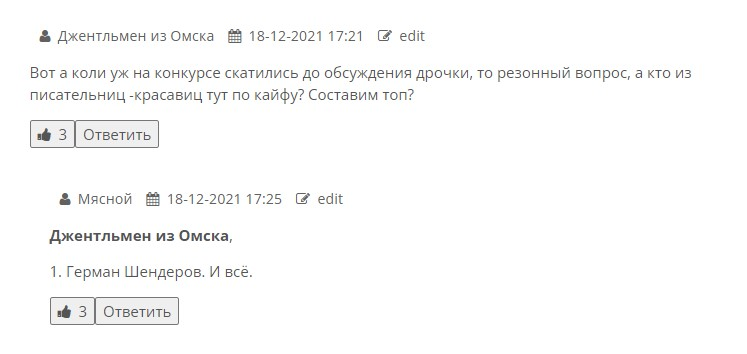 Джентльмен из Омска 18-12-2021 17:21 edit
Вот а коли уж на конкурсе скатились до обсуждения дрочки, то резонный вопрос, а кто из
писательниц -красавиц тут по кайфу? Составим топ?
3 Ответить
Мясной 18-12-2021 17:25 edit
Джентльмен из Омска,
1. Герман Шендеров. И всё.
3 Ответить